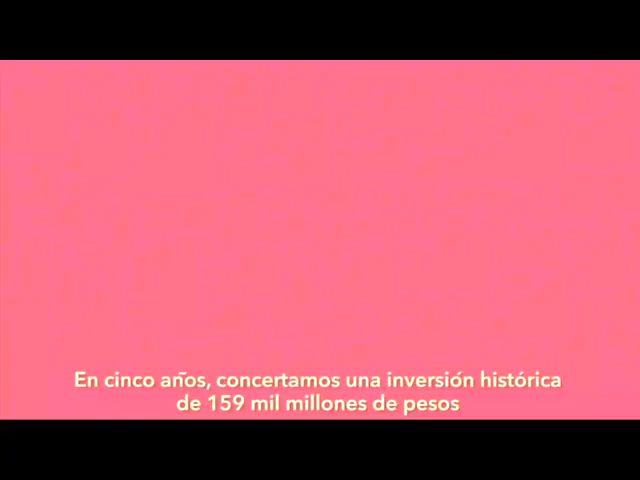 En cinco años, concertamos una inversión histórica
de 159 mil millones de pesos